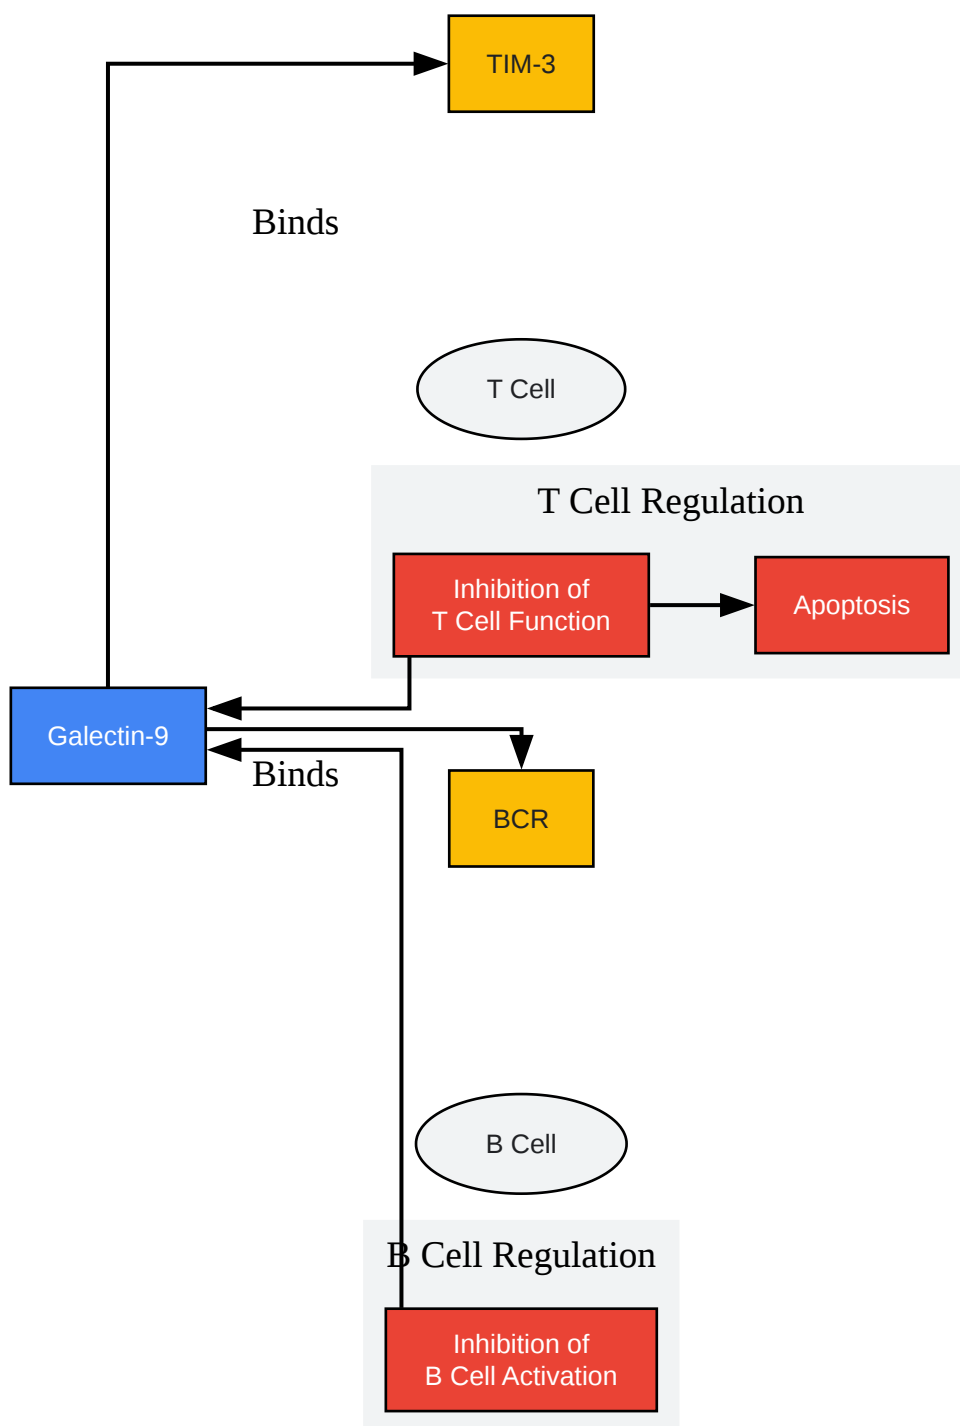 TIM-3
Binds
T Cell
T Cell Regulation
Inhibition of
T Cell Function
Apoptosis
Galectin-9
Binds
BCR
B Cell
B Cell Regulation
Inhibition of
B Cell Activation